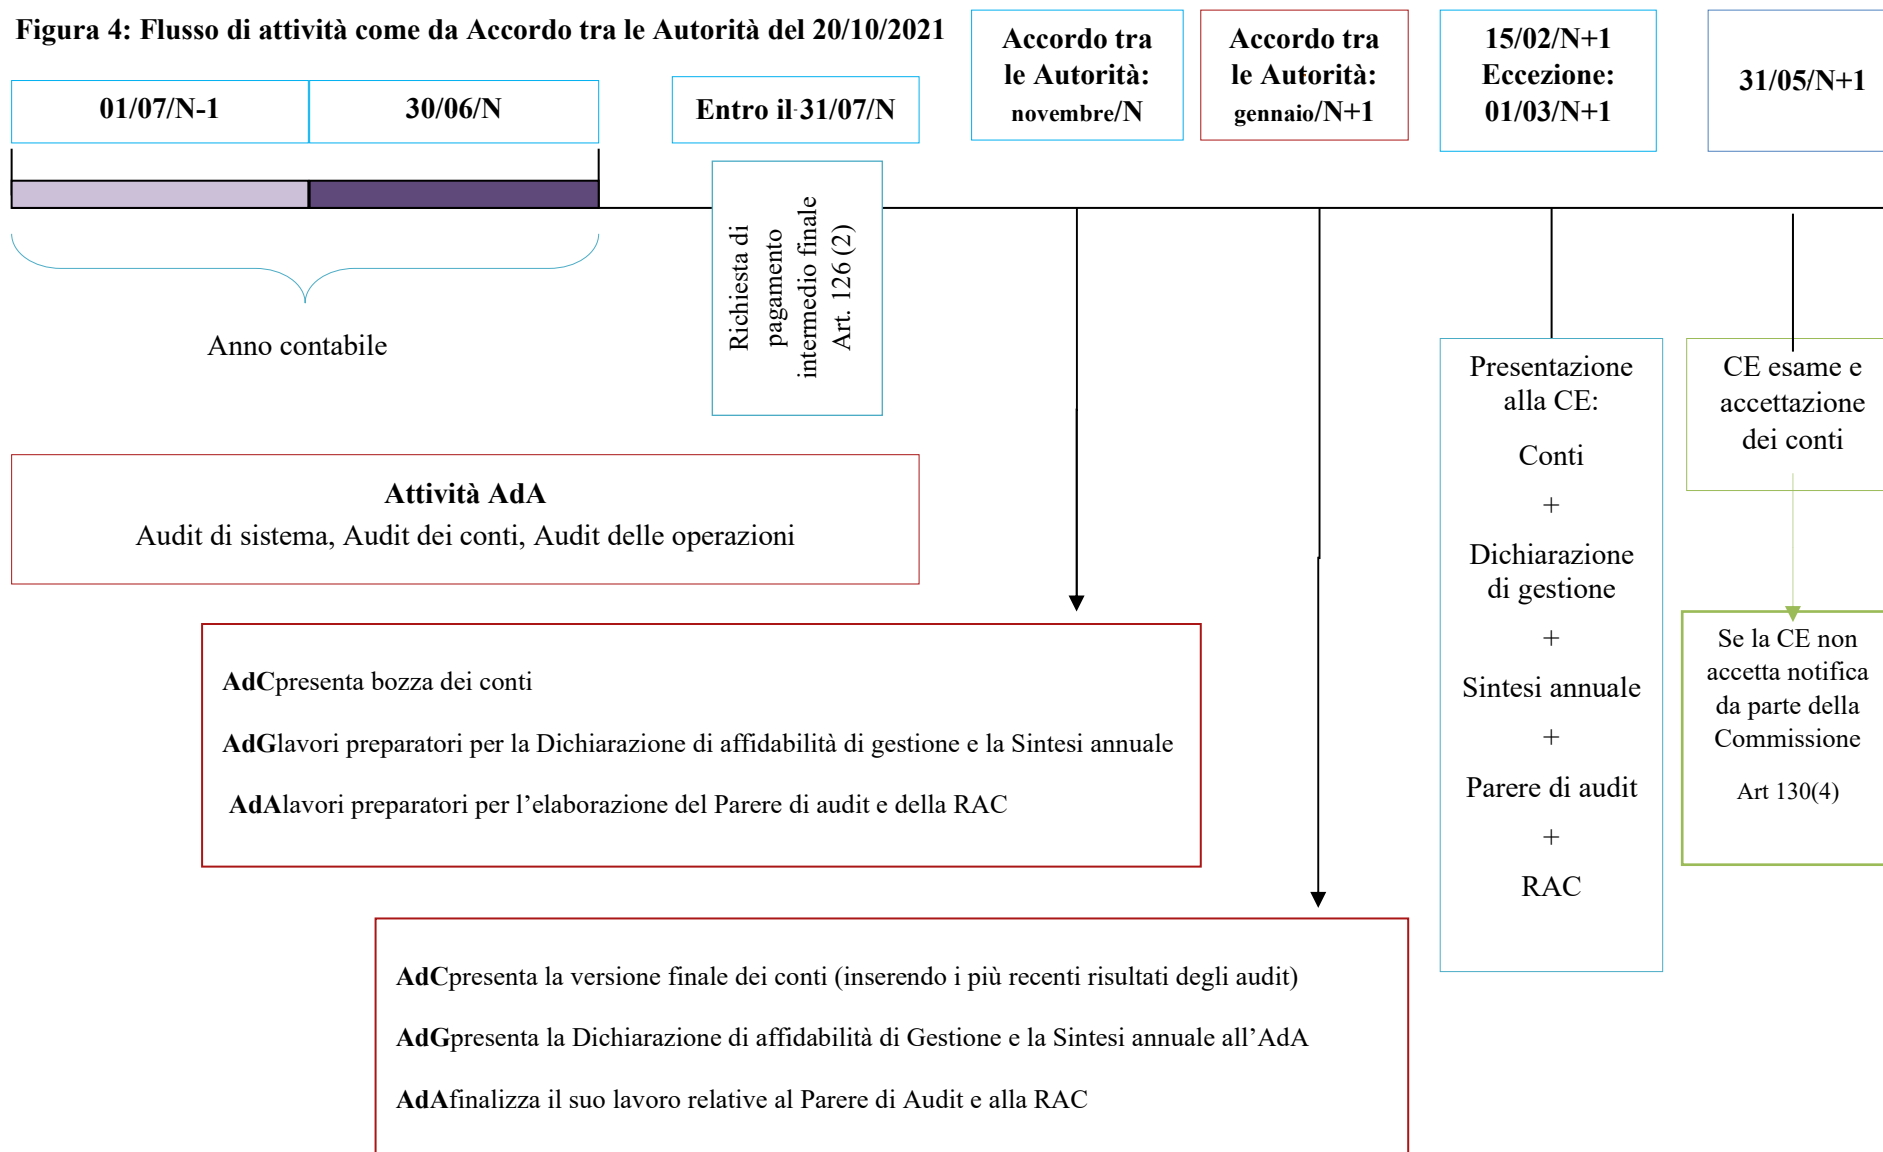 Figura 4: Flusso di attività come da Accordo tra le Autorità del 20/10/2021
01/07/N-1
30/06/N
Entro il 31/07/N
Accordo tra
le Autorità:
novembre/N
Accordo tra
le Autorità:
gennaio/N+1
15/02/N+1
Eccezione:
01/03/N+1
31/05/N+1
Richiesta di
pagamento
intermedio finale
Art. 126 (2)
Anno contabile
Attività AdA
Audit di sistema, Audit dei conti, Audit delle operazioni
AdCpresenta bozza dei conti
AdGlavori preparatori per la Dichiarazione di affidabilità di gestione e la Sintesi annuale
AdAlavori preparatori per l’elaborazione del Parere di audit e della RAC
AdCpresenta la versione finale dei conti (inserendo i più recenti risultati degli audit)
AdGpresenta la Dichiarazione di affidabilità di Gestione e la Sintesi annuale all’AdA
AdAfinalizza il suo lavoro relative al Parere di Audit e alla RAC
Presentazione
alla CE:
Conti
+
Dichiarazione
di gestione
+
Sintesi annuale
+
Parere di audit
+
RAC
CE esame e
accettazione
dei conti
Se la CE non
accetta notifica
da parte della
Commissione
Art 130(4)